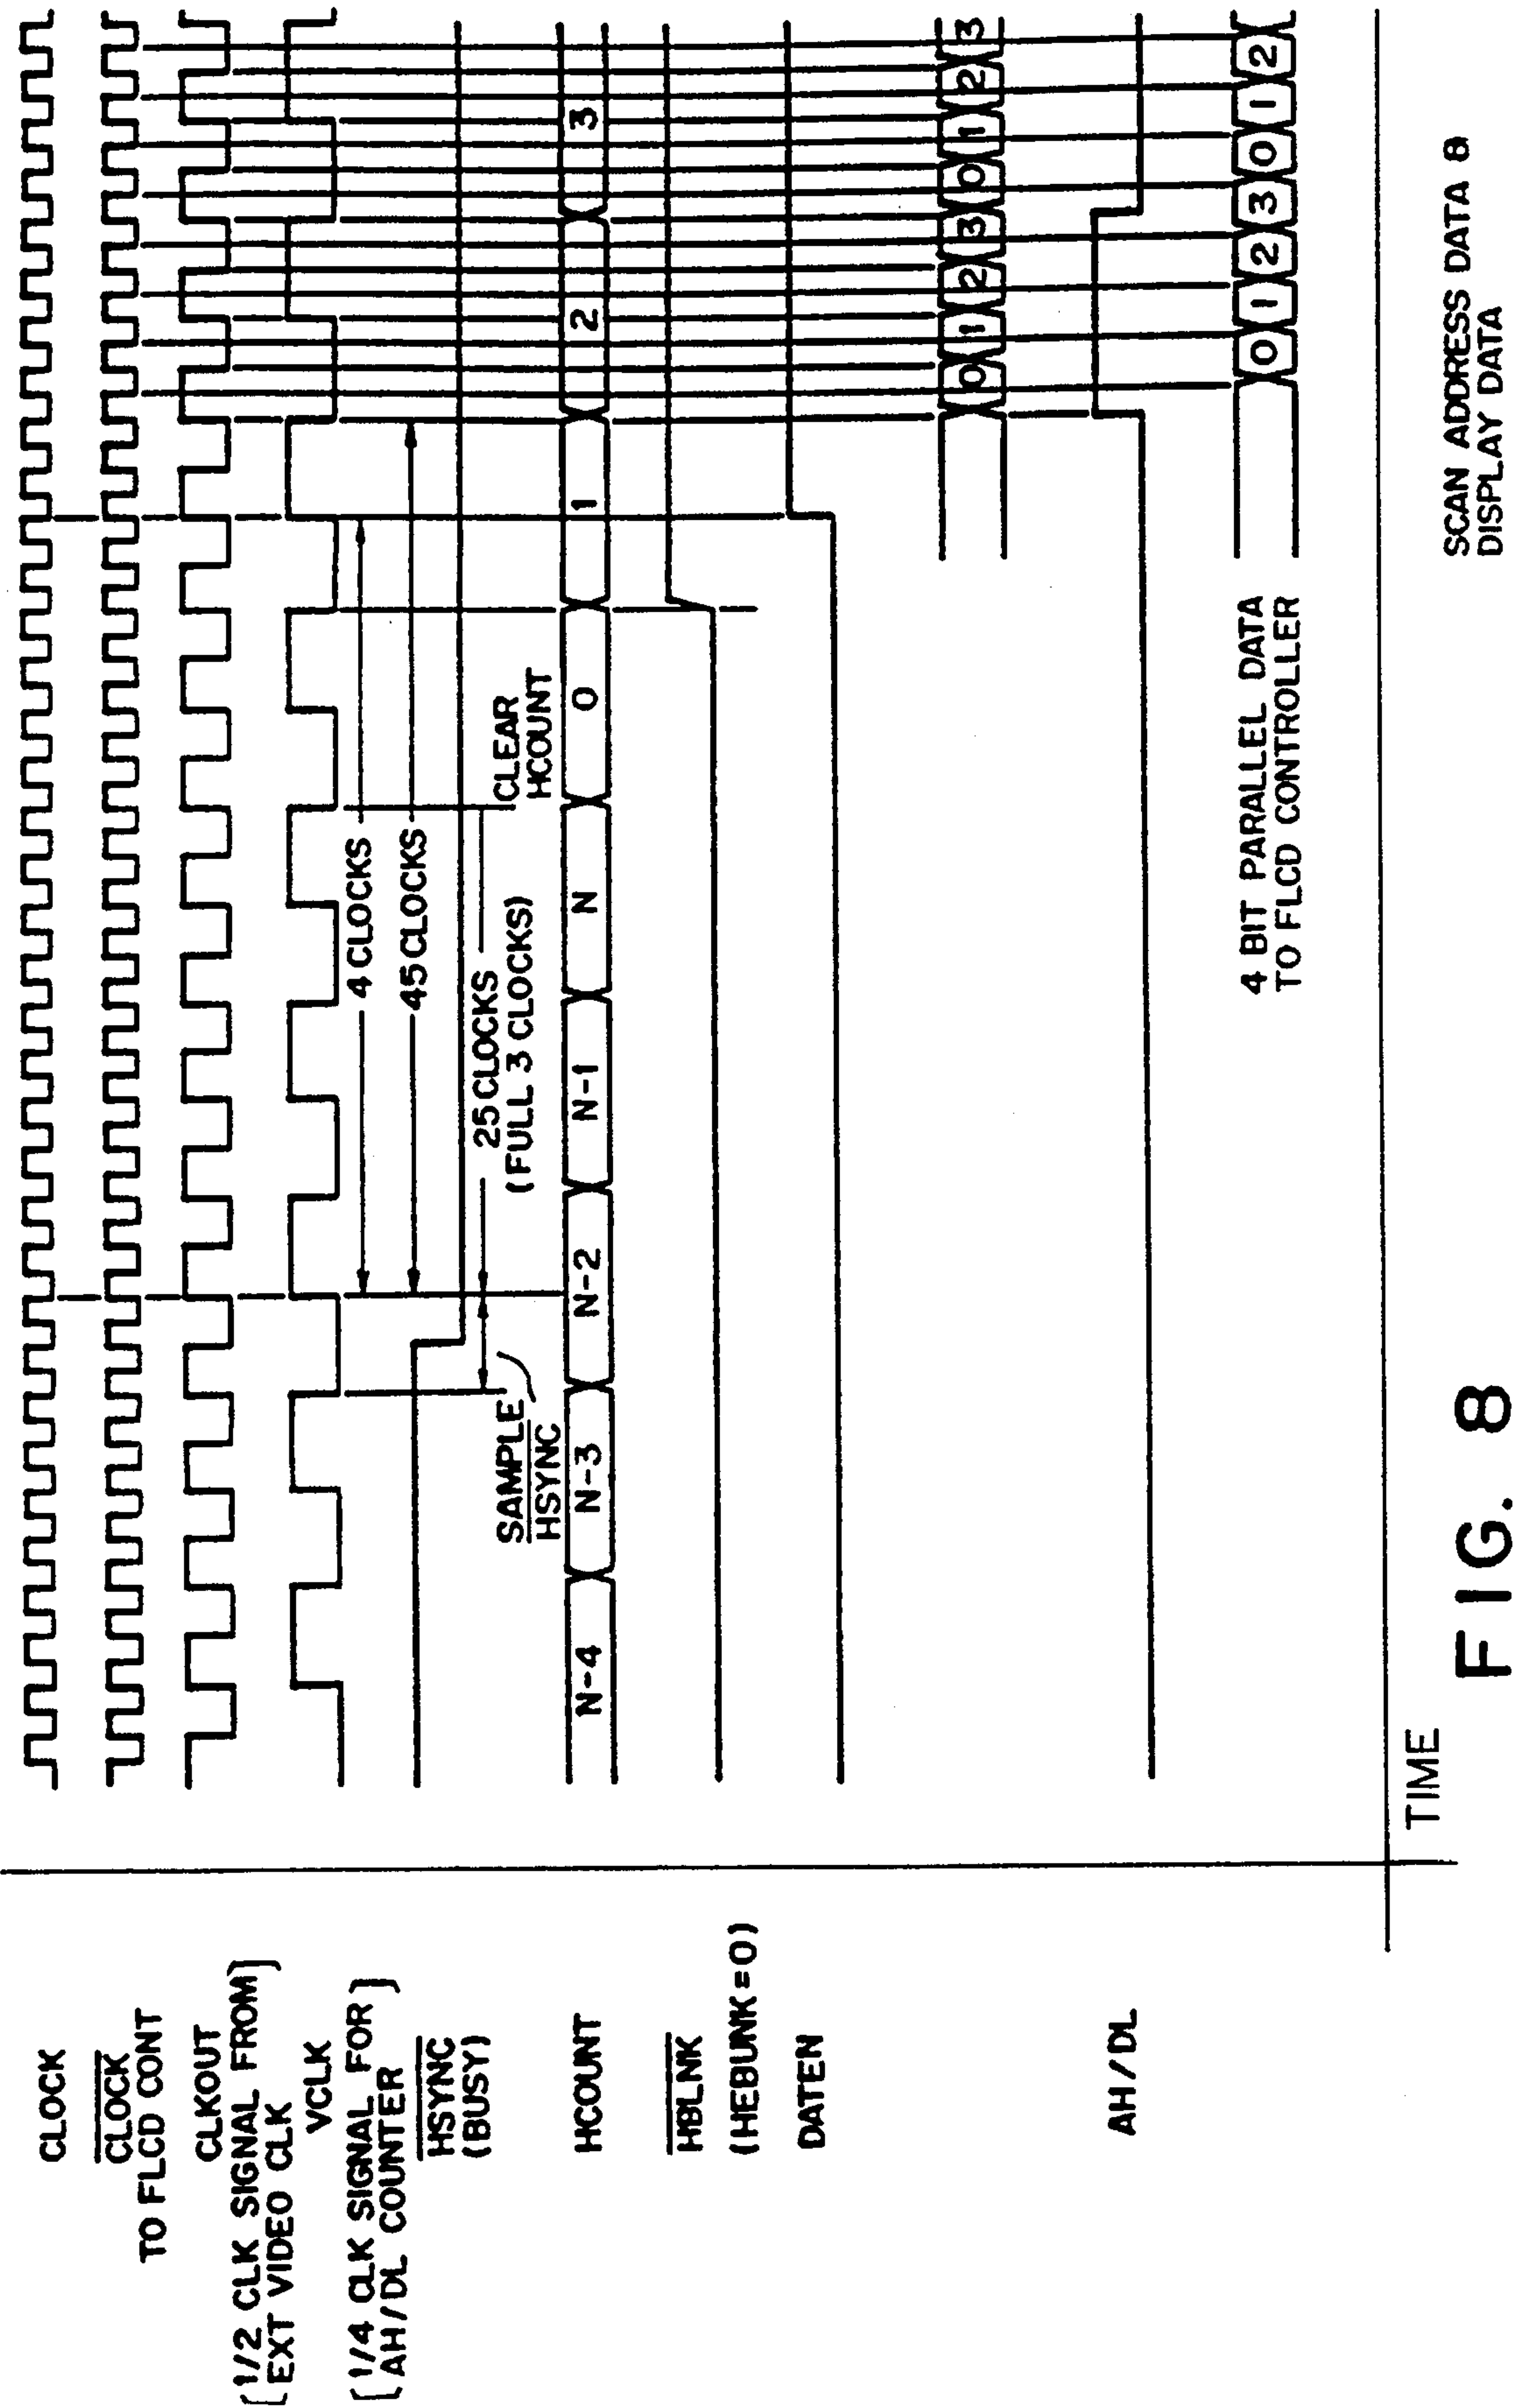 CLOCK
CLOCK
TO FLCD CONT
CLKOUT
[1/2 CLK SIGNAL FROM]
[EXT VIDEO CLK
VCLK
[1/4 CLK SIGNAL FOR]
[AH/DL COUNTER
HSYNC
(BUSY)
HCOUNT
HBLNK
(HEBUNK=0)
DATEN
AH/DL
4 CLOCKS
45 CLOCKS
25 CLOCKS
(FULL 3 CLOCKS)
SAMPLE
HSYNC
CLEAR
HCOUNT
N-4 N-3 N-2 N-1 N 0 1 2 3
0 1 2 3 0 1 2 3
4 BIT PARALLEL DATA
TO FLCD CONTROLLER
0 1 2 3 0 1 2
TIME
SCAN ADDRESS DATA 8
DISPLAY DATA
FIG. 8